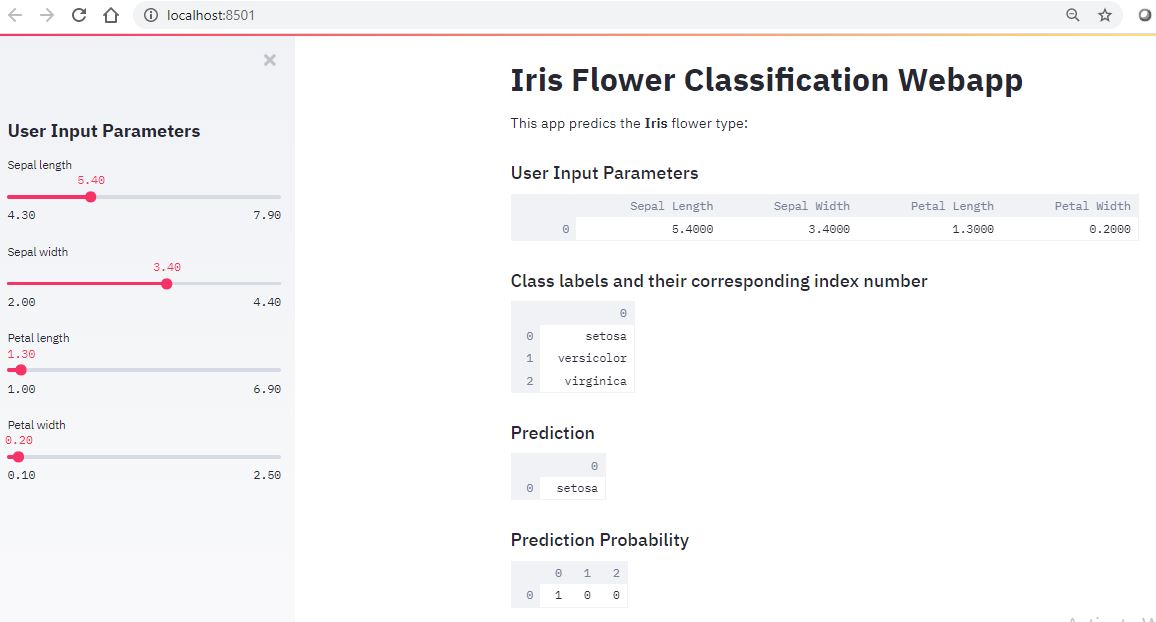 localhost:8501
User Input Parameters
Sepal length
5.40
4.30 7.90
Sepal width
3.40
2.00 4.40
Petal length
1.30
1.00 6.90
Petal width
0.20
0.10 2.50
Iris Flower Classification Webapp
This app predics the Iris flower type:
User Input Parameters
Sepal Length Sepal Width Petal Length Petal Width
0 5.4000 3.4000 1.3000 0.2000
Class labels and their corresponding index number
0
0 setosa
1 versicolor
2 virginica
Prediction
0
0 setosa
Prediction Probability
0 1 2
0 1 0 0